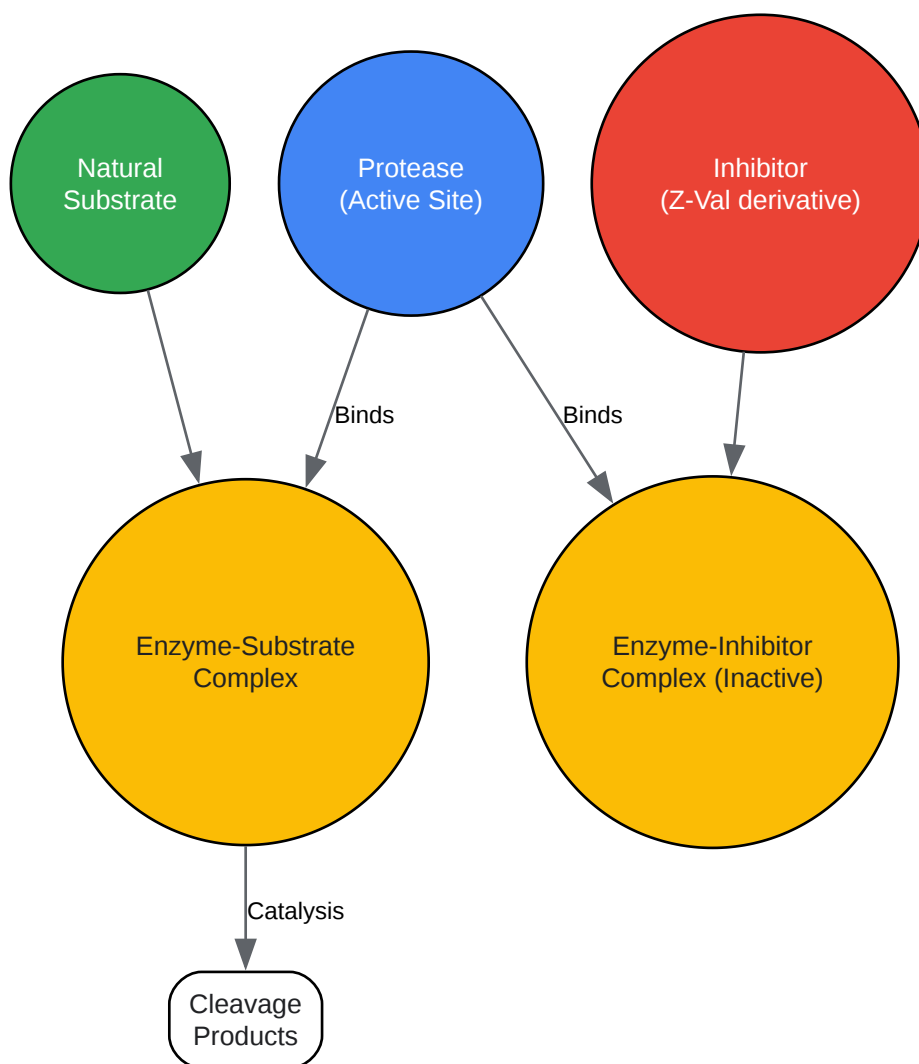 Natural
Substrate
Protease
(Active Site)
Inhibitor
(Z-Val derivative)
Binds
Binds
Enzyme-Substrate
Complex
Enzyme-Inhibitor
Complex (Inactive)
Catalysis
Cleavage
Products